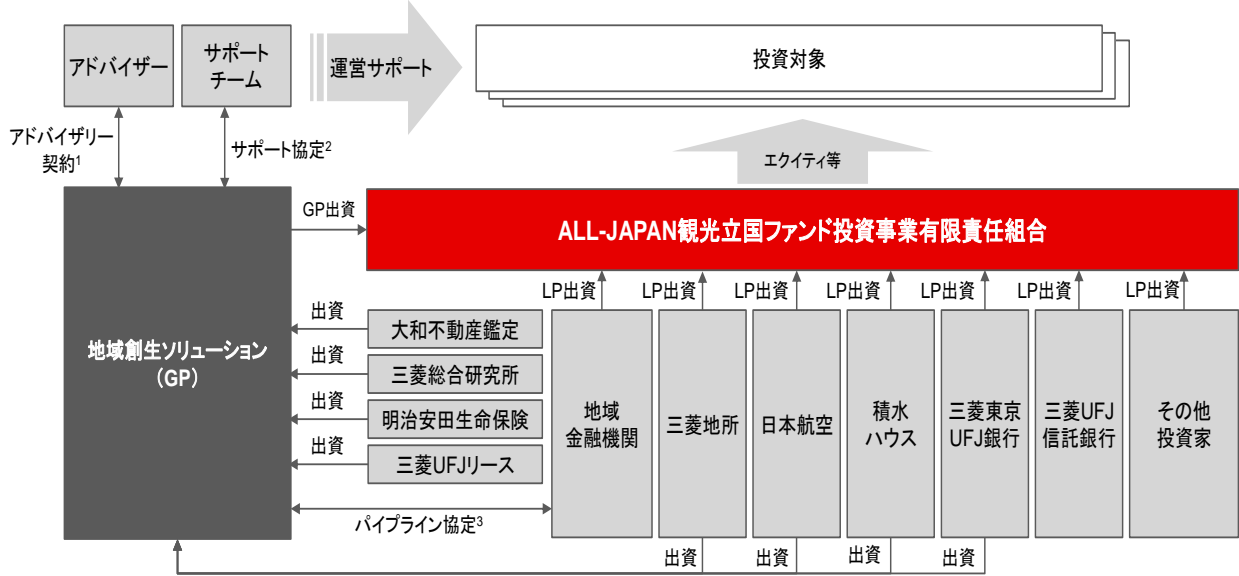 アドバイザー
サポート
チーム
運営サポート
投資対象
アドバイザリー
契約1
サポート協定2
エクイティ等
GP出資
ALL-JAPAN観光立国ファンド投資事業有限責任組合
LP出資
LP出資
LP出資
LP出資
LP出資
LP出資
LP出資
地域創生ソリューション
（GP）
出資
大和不動産鑑定
出資
三菱総合研究所
出資
明治安田生命保険
出資
三菱UFJリース
地域
金融機関
三菱地所
日本航空
積水
ハウス
三菱東京
UFJ銀行
三菱UFJ
信託銀行
その他
投資家
パイプライン協定3
出資
出資
出資
出資